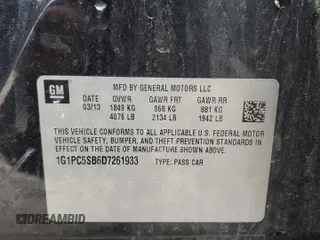 GM
MFD BY GENERAL MOTORS LLC
DATE GVWR GAWR FRT GAWR RR
03/13 1849 KG 968 KG 881 KG
4076 LB 2134 LB 1942 LB
THIS VEHICLE CONFORMS TO ALL APPLICABLE U.S. FEDERAL MOTOR
VEHICLE SAFETY, BUMPER, AND THEFT PREVENTION STANDARDS IN
EFFECT ON THE DATE OF MANUFACTURE SHOWN ABOVE.
1G1PC5SB6D7261933 TYPE: PASS CAR
DREAMBID